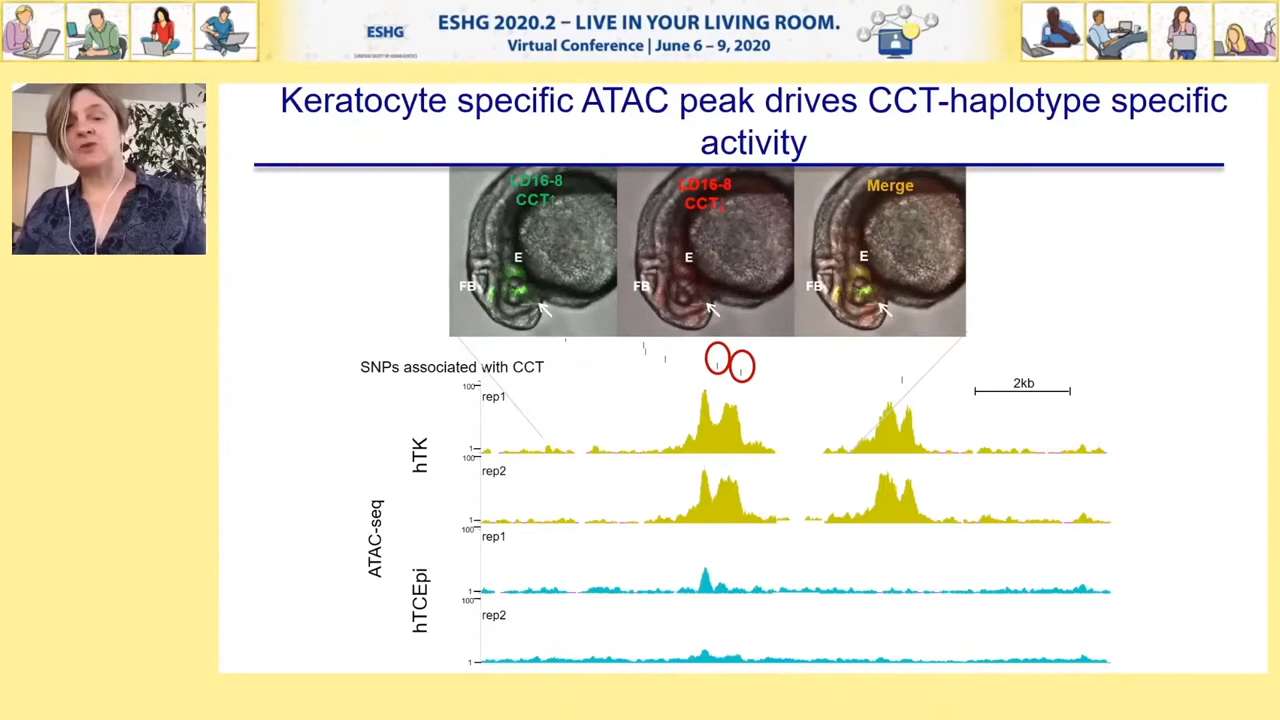 ESHG
ESHG 2020.2 – LIVE IN YOUR LIVING ROOM.
Virtual Conference | June 6 – 9, 2020
Keratocyte specific ATAC peak drives CCT-haplotype specific
activity
LD16-8
CCT↑
E
FB
LD16-8
CCT↓
E
FB
Merge
E
FB
SNPs associated with CCT
2kb
ATAC-seq
hTK
100
rep1
1
100
rep2
1
hTCEpi
100
rep1
1
100
rep2
1